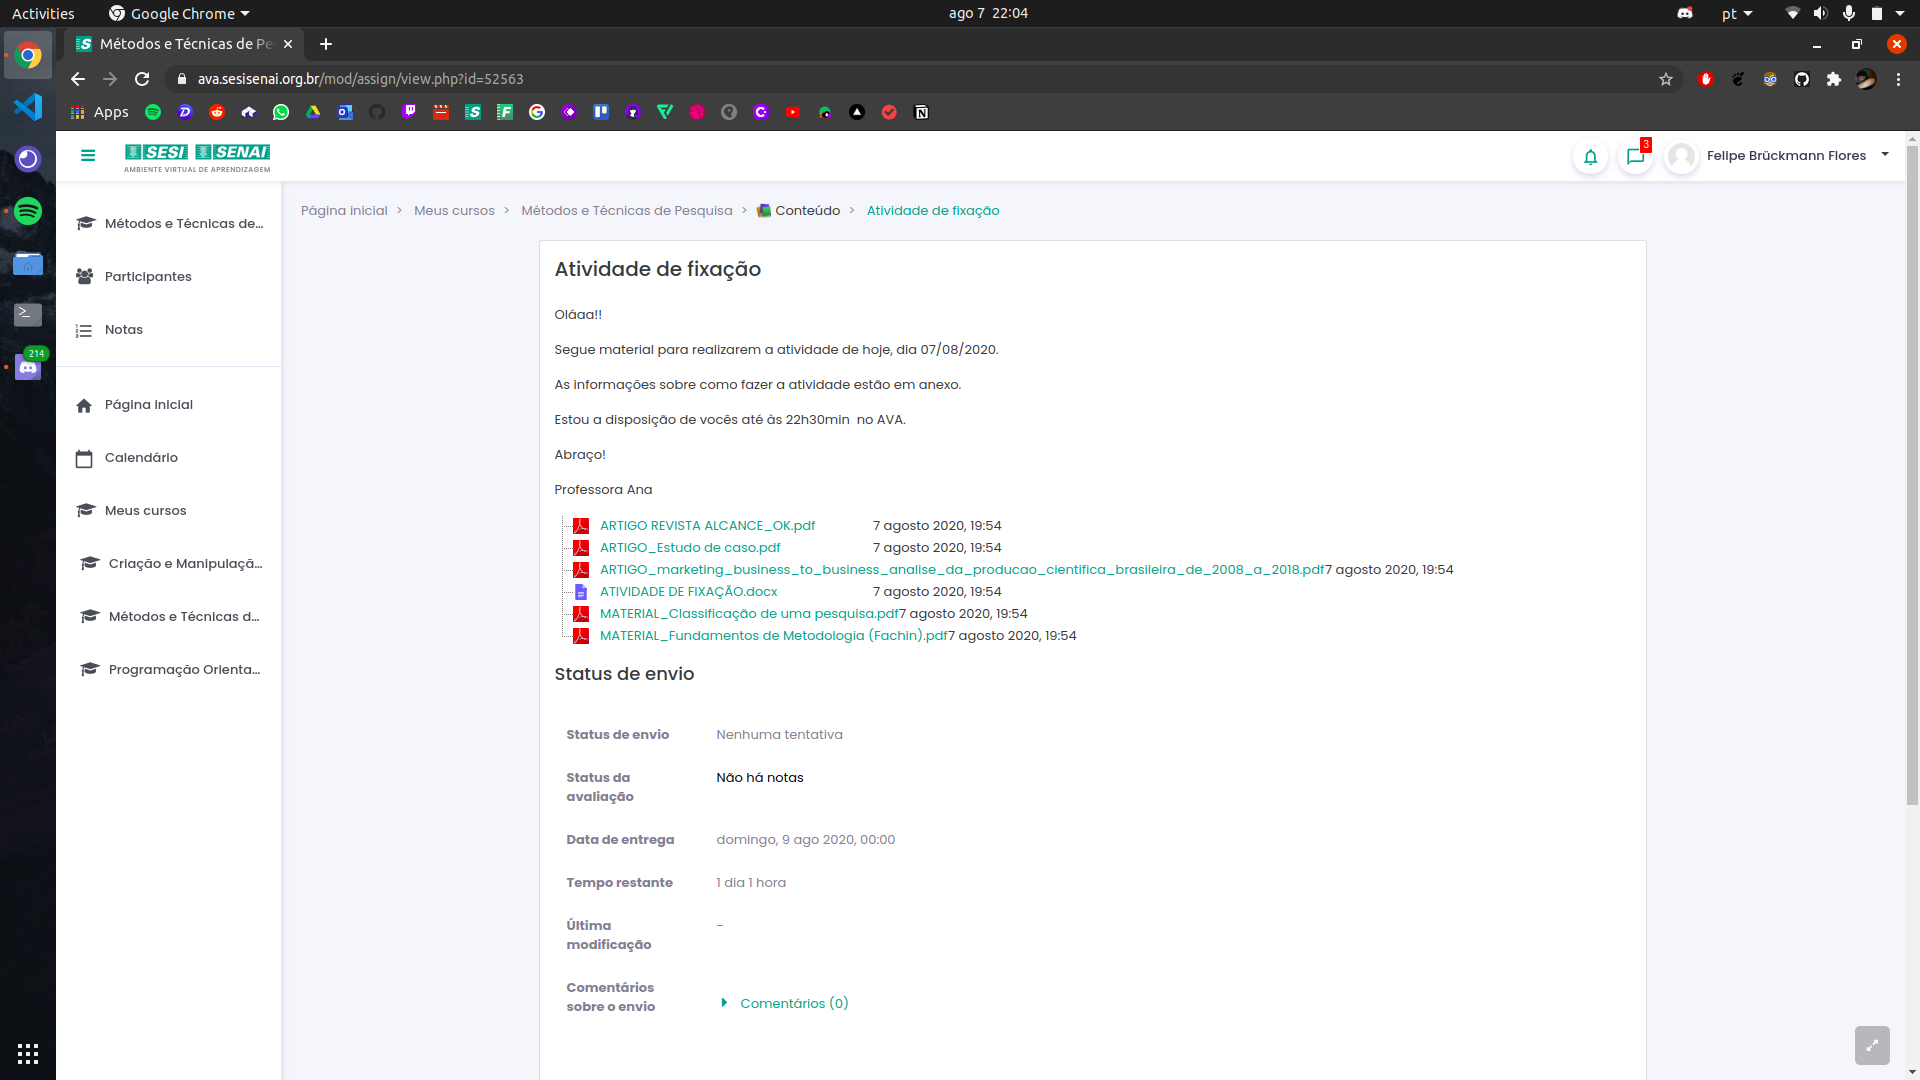 Activities
Google Chrome
ago 7  22:04
pt
Métodos e Técnicas de Pe
ava.sesisenai.org.br/mod/assign/view.php?id=52563
Apps
SESI SENAI
AMBIENTE VIRTUAL DE APRENDIZAGEM
3
Felipe Brückmann Flores
Métodos e Técnicas de...
Participantes
Notas
214
Página inicial
Calendário
Meus cursos
Criação e Manipulaçã...
Métodos e Técnicas d...
Programação Orienta...
Página inicial > Meus cursos > Métodos e Técnicas de Pesquisa > Conteúdo > Atividade de fixação
Atividade de fixação
Oláaa!!
Segue material para realizarem a atividade de hoje, dia 07/08/2020.
As informações sobre como fazer a atividade estão em anexo.
Estou a disposição de vocês até às 22h30min  no AVA.
Abraço!
Professora Ana
ARTIGO REVISTA ALCANCE_OK.pdf 7 agosto 2020, 19:54
ARTIGO_Estudo de caso.pdf 7 agosto 2020, 19:54
ARTIGO_marketing_business_to_business_analise_da_producao_cientifica_brasileira_de_2008_a_2018.pdf 7 agosto 2020, 19:54
ATIVIDADE DE FIXAÇÃO.docx 7 agosto 2020, 19:54
MATERIAL_Classificação de uma pesquisa.pdf 7 agosto 2020, 19:54
MATERIAL_Fundamentos de Metodologia (Fachin).pdf 7 agosto 2020, 19:54
Status de envio
Status de envio Nenhuma tentativa
Status da avaliação Não há notas
Data de entrega domingo, 9 ago 2020, 00:00
Tempo restante 1 dia 1 hora
Última modificação -
Comentários sobre o envio Comentários (0)